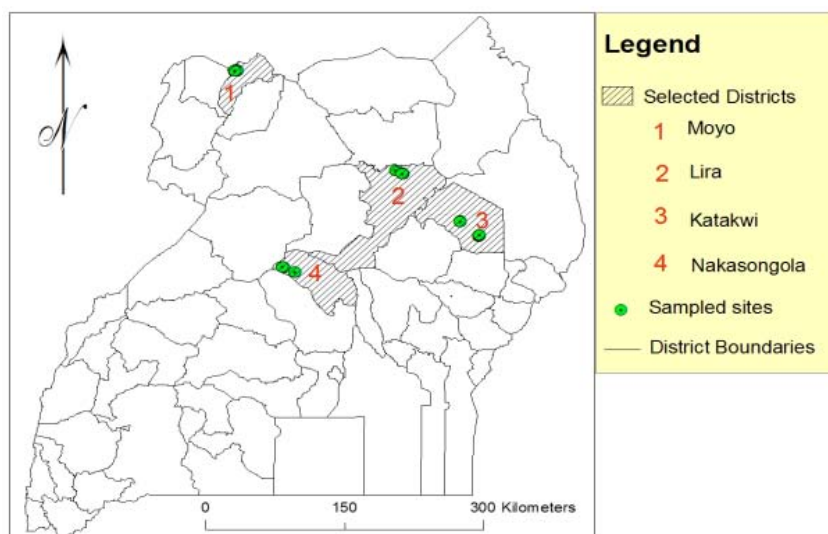 N
1
2
3
4
0 150 300 Kilometers
Legend
Selected Districts
1 Moyo
2 Lira
3 Katakwi
4 Nakasongola
Sampled sites
District Boundaries